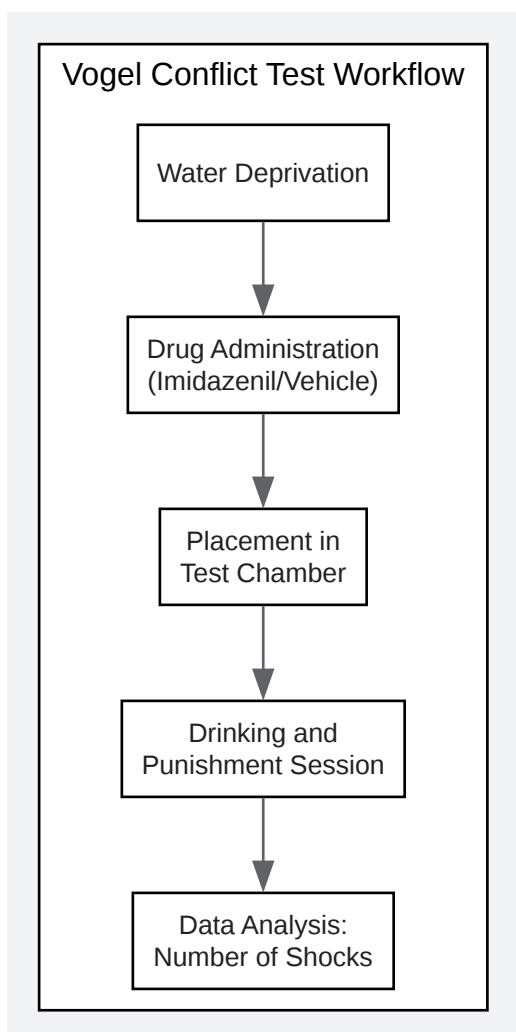 Vogel Conflict Test Workflow
Water Deprivation
Drug Administration
(Imidazenil/Vehicle)
Placement in
Test Chamber
Drinking and
Punishment Session
Data Analysis:
Number of Shocks